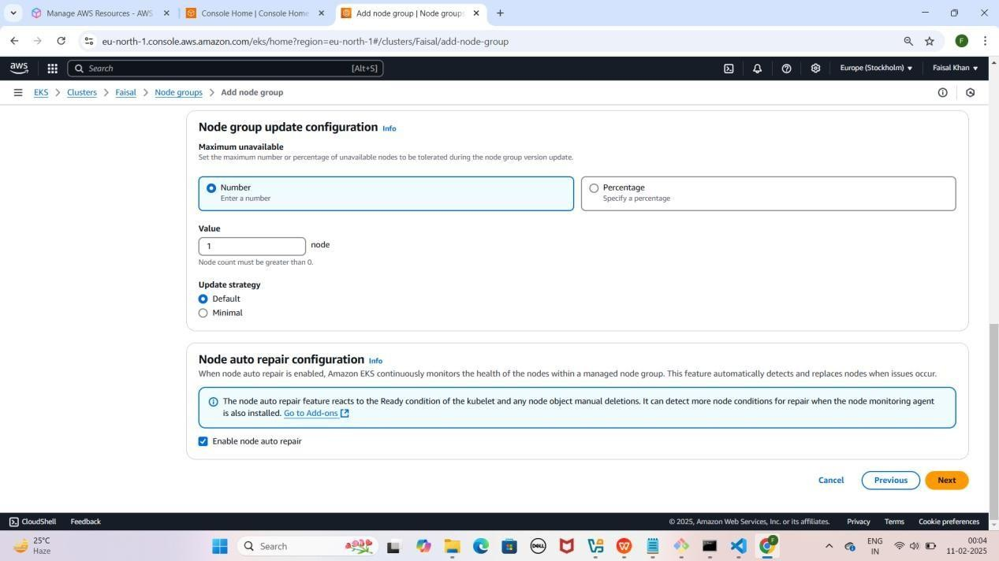 Manage AWS Resources - AWS
Console Home | Console Home
Add node group | Node groups
eu-north-1.console.aws.amazon.com/eks/home?region=eu-north-1#/clusters/Faisal/add-node-group
F
aws
Search
[Alt+S]
Europe (Stockholm)
Faisal Khan
EKS > Clusters > Faisal > Node groups > Add node group
Node group update configuration Info
Maximum unavailable
Set the maximum number or percentage of unavailable nodes to be tolerated during the node group version update.
Number
Enter a number
Percentage
Specify a percentage
Value
1 node
Node count must be greater than 0.
Update strategy
Default
Minimal
Node auto repair configuration Info
When node auto repair is enabled, Amazon EKS continuously monitors the health of the nodes within a managed node group. This feature automatically detects and replaces nodes when issues occur.
The node auto repair feature reacts to the Ready condition of the kubelet and any node object manual deletions. It can detect more node conditions for repair when the node monitoring agent
is also installed. Go to Add-ons
Enable node auto repair
Cancel
Previous
Next
CloudShell
Feedback
© 2025, Amazon Web Services, Inc. or its affiliates.
Privacy
Terms
Cookie preferences
25°C
Haze
Search
DELL
F
ENG
IN
00:04
11-02-2025